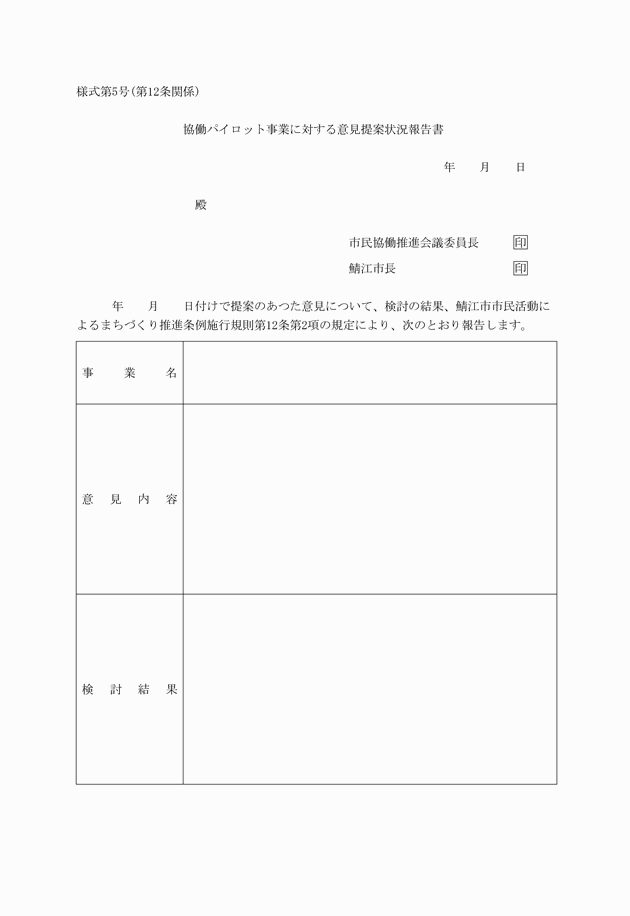 様式第5号(第12条関係)
協働パイロット事業に対する意見提案状況報告書
年　　月　　日
殿
市民協働推進会議委員長　　　印
鯖江市長　　　印
年　　月　　日付けで提案のあつた意見について、検討の結果、鯖江市市民活動に
よるまちづくり推進条例施行規則第12条第2項の規定により、次のとおり報告します。
事業名
意見内容
検討結果